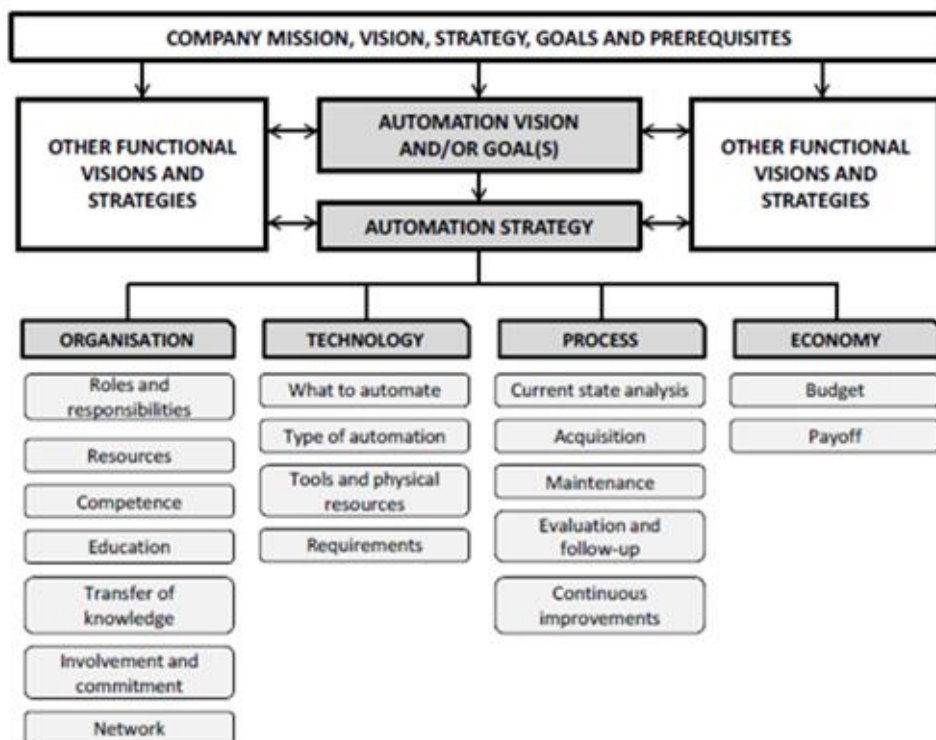 COMPANY MISSION, VISION, STRATEGY, GOALS AND PREREQUISITES
OTHER FUNCTIONAL
VISIONS AND
STRATEGIES
AUTOMATION VISION
AND/OR GOAL(S)
AUTOMATION STRATEGY
OTHER FUNCTIONAL
VISIONS AND
STRATEGIES
ORGANISATION
Roles and
responsibilities
Resources
Competence
Education
Transfer of
knowledge
Involvement and
commitment
Network
TECHNOLOGY
What to automate
Type of automation
Tools and physical
resources
Requirements
PROCESS
Current state analysis
Acquisition
Maintenance
Evaluation and
follow-up
Continuous
improvements
ECONOMY
Budget
Payoff